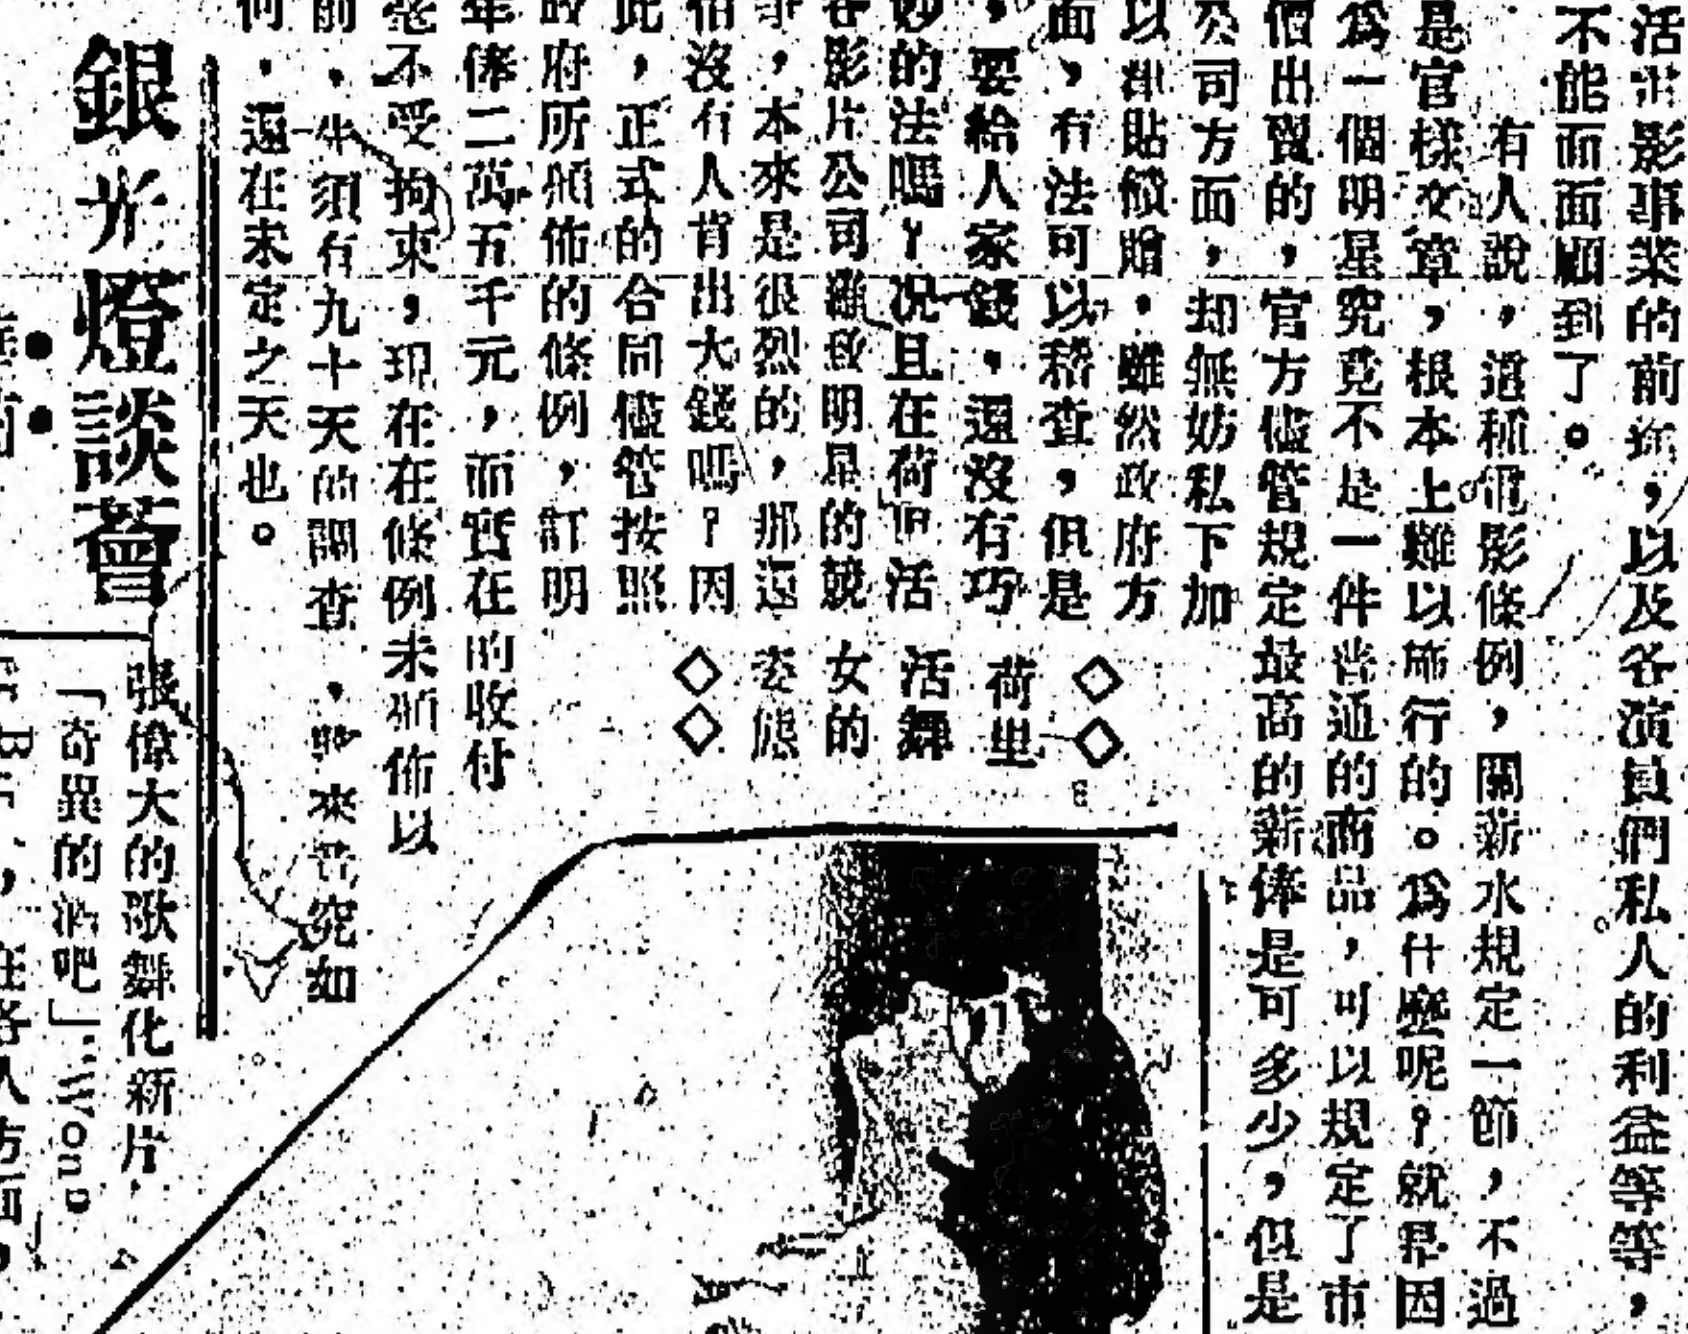 活電影事業的前途，以及各演員們私人的利益等等，
不能而面顧到了。
有人說，這種電影條例，關薪水規定一節，不過
是官樣文章，根本上難以施行的。爲什麽呢？就是因
爲一個明星究竟不是一件普通的商品，可以規定了市
價出賣的，官方儘管規定最高的薪俸是可多少，但是
公司方面，却無妨私下加
以津貼餽贈，雖然政府方
面，有法可以稽查，但是
，要給人家錢，還沒有巧
妙的法嗎？况且在荷里活
各影片公司雖致明星的競
爭，本來是很烈的，那還
怕沒有人肯出大錢嗎？因
此，正式的合同儘管按照
政府所頒佈的條例，訂明
年俸二萬五千元，而實在的收付
毫不受拘束，現在在條例未頒佈以
前，先須有九十天的調查，將來究如
何，還在未定之天也。
◇◇
荷里
活舞
女的
姿態
◇◇
銀光燈談薈
張偉大的歌舞化新片，
「奇異的酒吧」